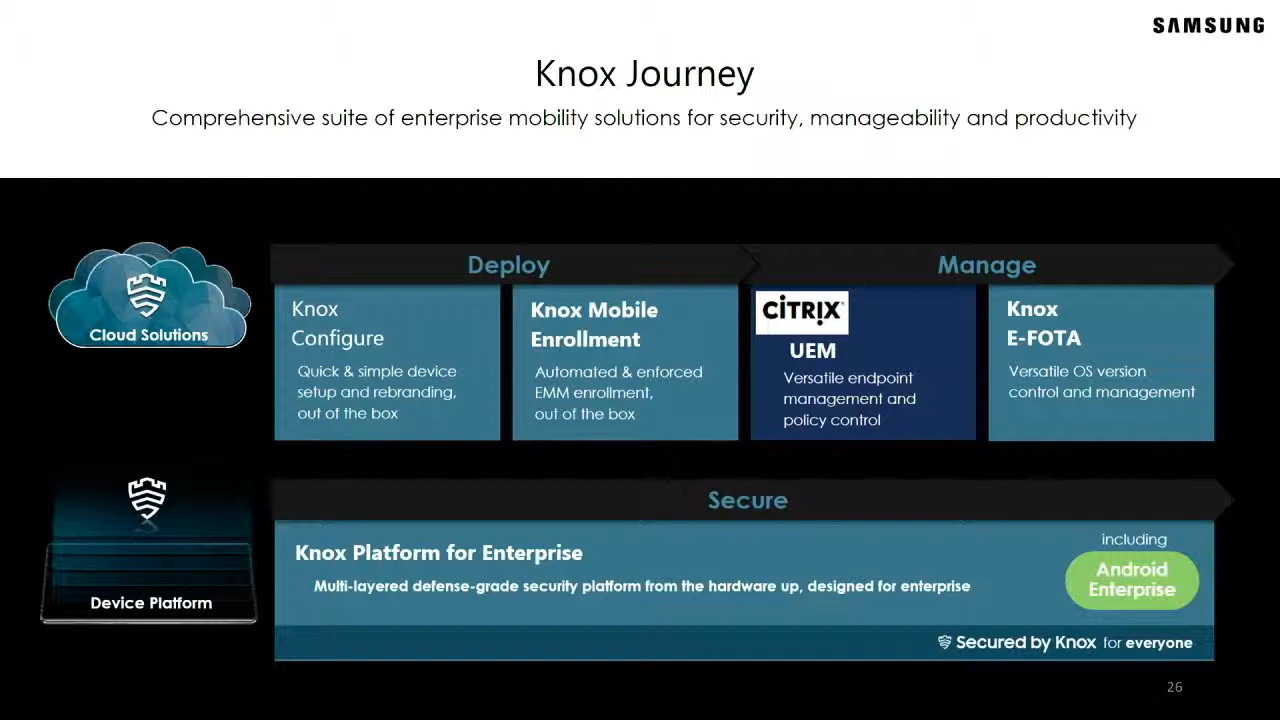 SAMSUNG
Knox Journey
Comprehensive suite of enterprise mobility solutions for security, manageability and productivity
Cloud Solutions
Deploy
Manage
Knox
Configure
Quick & simple device
setup and rebranding,
out of the box
Knox Mobile
Enrollment
Automated & enforced
EMM enrollment,
out of the box
CİTRIX
UEM
Versatile endpoint
management and
policy control
Knox
E-FOTA
Versatile OS version
control and management
Device Platform
Secure
Knox Platform for Enterprise
Multi-layered defense-grade security platform from the hardware up, designed for enterprise
including
Android
Enterprise
Secured by Knox for everyone
26